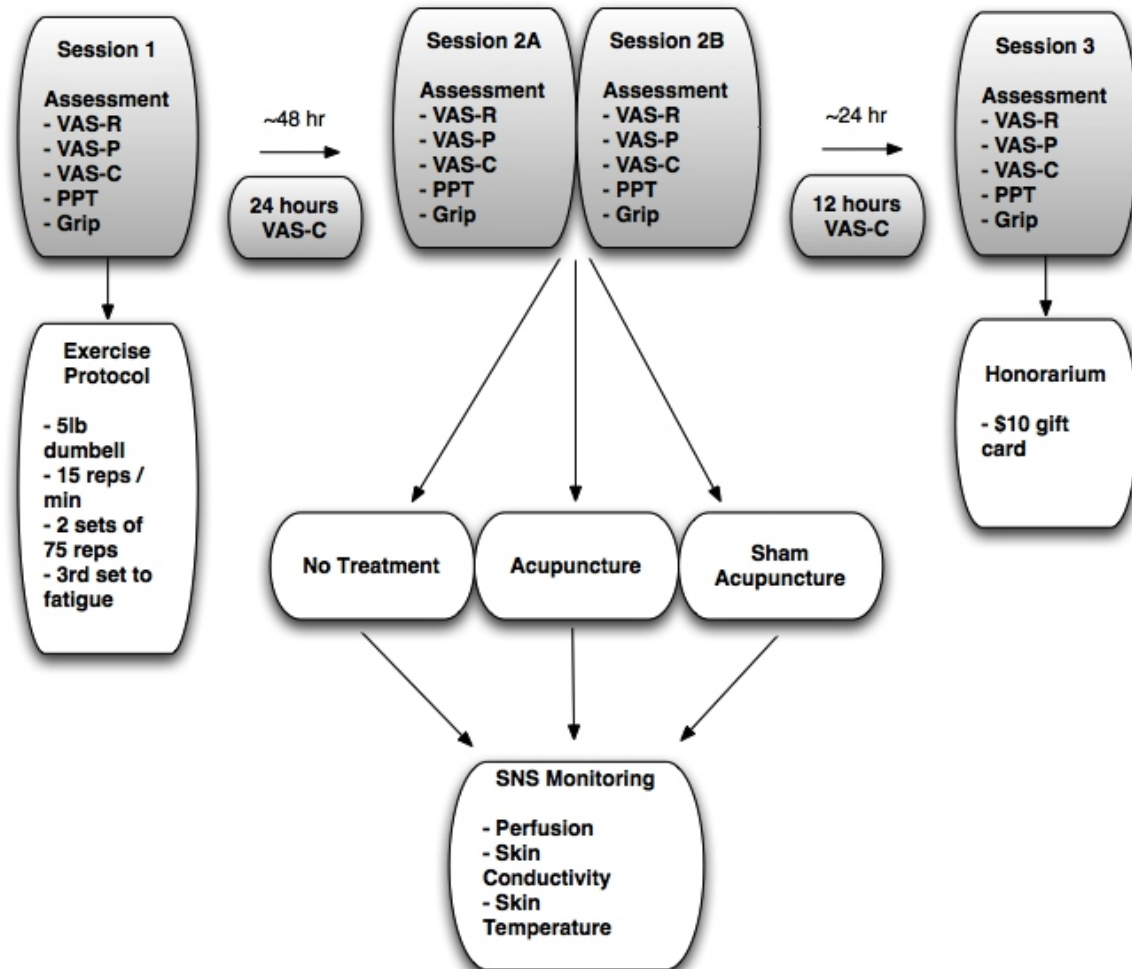 Session 1
Assessment
- VAS-R
- VAS-P
- VAS-C
- PPT
- Grip
~48 hr
24 hours
VAS-C
Session 2A
Assessment
- VAS-R
- VAS-P
- VAS-C
- PPT
- Grip
Session 2B
Assessment
- VAS-R
- VAS-P
- VAS-C
- PPT
- Grip
~24 hr
12 hours
VAS-C
Session 3
Assessment
- VAS-R
- VAS-P
- VAS-C
- PPT
- Grip
Exercise
Protocol
- 5lb
dumbell
- 15 reps /
min
- 2 sets of
75 reps
- 3rd set to
fatigue
Honorarium
- $10 gift
card
No Treatment
Acupuncture
Sham
Acupuncture
SNS Monitoring
- Perfusion
- Skin
Conductivity
- Skin
Temperature